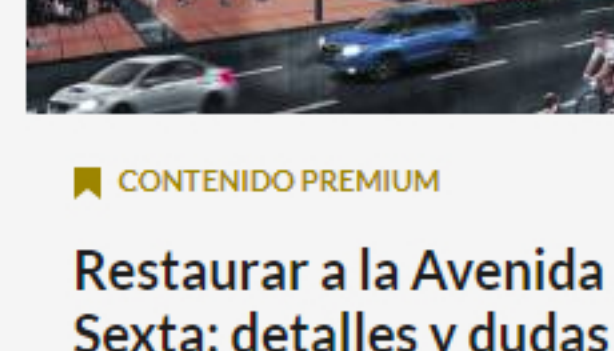 CONTENIDO PREMIUM
Restaurar a la Avenida
Sexta: detalles y dudas